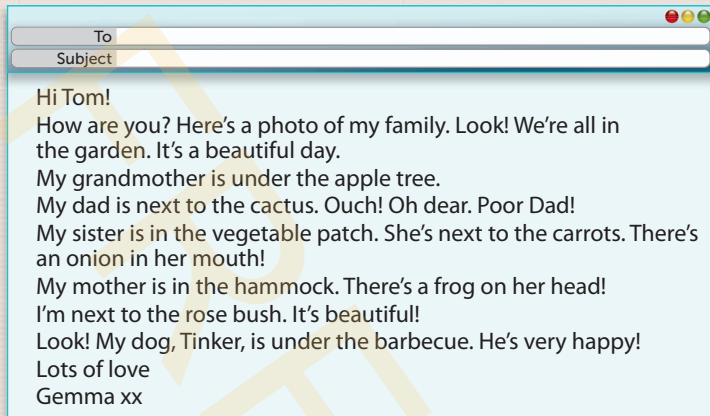 To
Subject
Hi Tom!
How are you? Here's a photo of my family. Look! We're all in
the garden. It's a beautiful day.
My grandmother is under the apple tree.
My dad is next to the cactus. Ouch! Oh dear. Poor Dad!
My sister is in the vegetable patch. She's next to the carrots. There's
an onion in her mouth!
My mother is in the hammock. There's a frog on her head!
I'm next to the rose bush. It's beautiful!
Look! My dog, Tinker, is under the barbecue. He's very happy!
Lots of love
Gemma xx